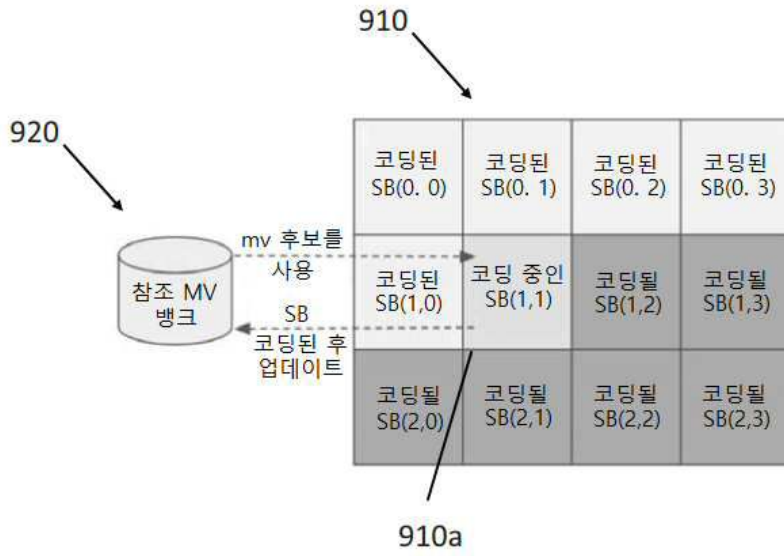 910
920
코딩된
SB(0. 0)
코딩된
SB(0. 1)
코딩된
SB(0. 2)
코딩된
SB(0. 3)
mv 후보를
사용
참조 MV
뱅크
SB
코딩된 후
업데이트
코딩된
SB(1,0)
코딩 중인
SB(1,1)
코딩될
SB(1,2)
코딩될
SB(1,3)
코딩될
SB(2,0)
코딩될
SB(2,1)
코딩될
SB(2,2)
코딩될
SB(2,3)
910a